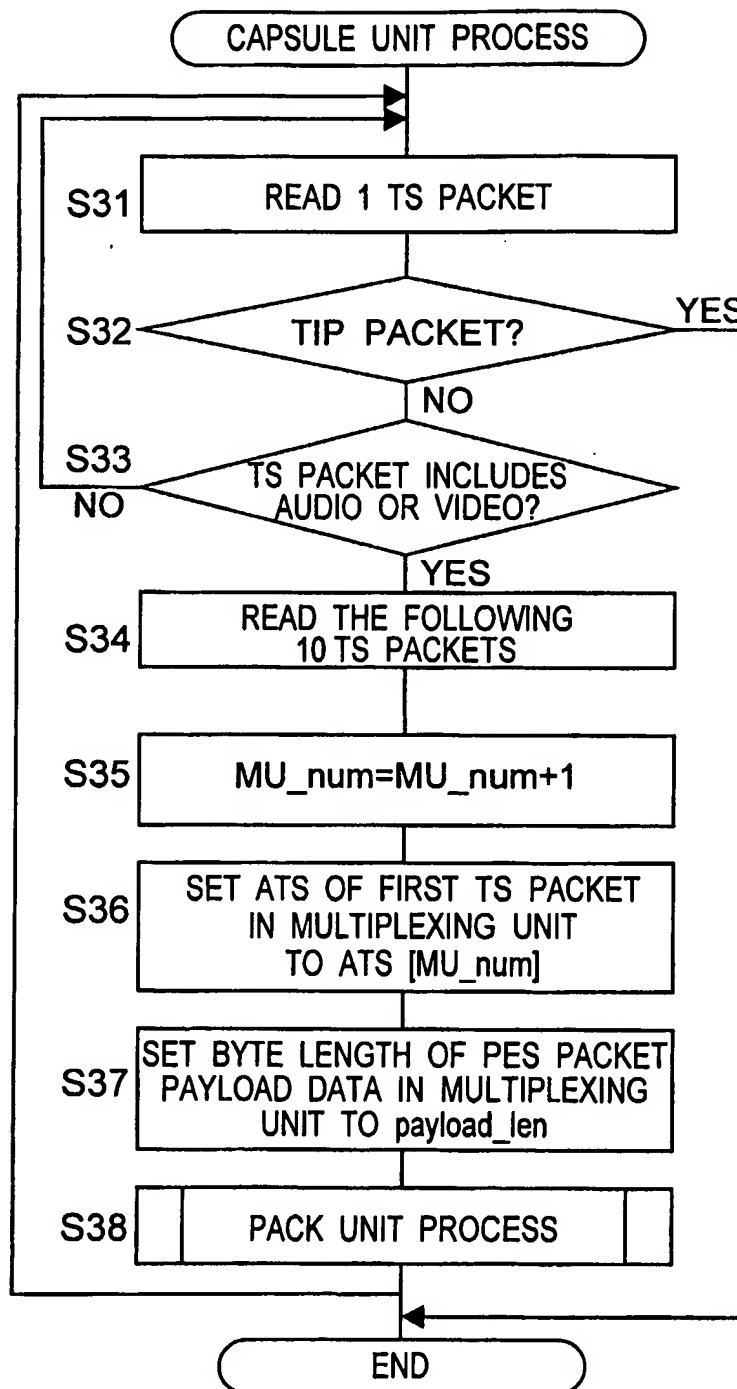 CAPSULE UNIT PROCESS
S31
READ 1 TS PACKET
S32
TIP PACKET?
YES
NO
S33
TS PACKET INCLUDES
AUDIO OR VIDEO?
NO
YES
S34
READ THE FOLLOWING
10 TS PACKETS
S35
MU_num=MU_num+1
S36
SET ATS OF FIRST TS PACKET
IN MULTIPLEXING UNIT
TO ATS [MU_num]
S37
SET BYTE LENGTH OF PES PACKET
PAYLOAD DATA IN MULTIPLEXING
UNIT TO payload_len
S38
PACK UNIT PROCESS
END